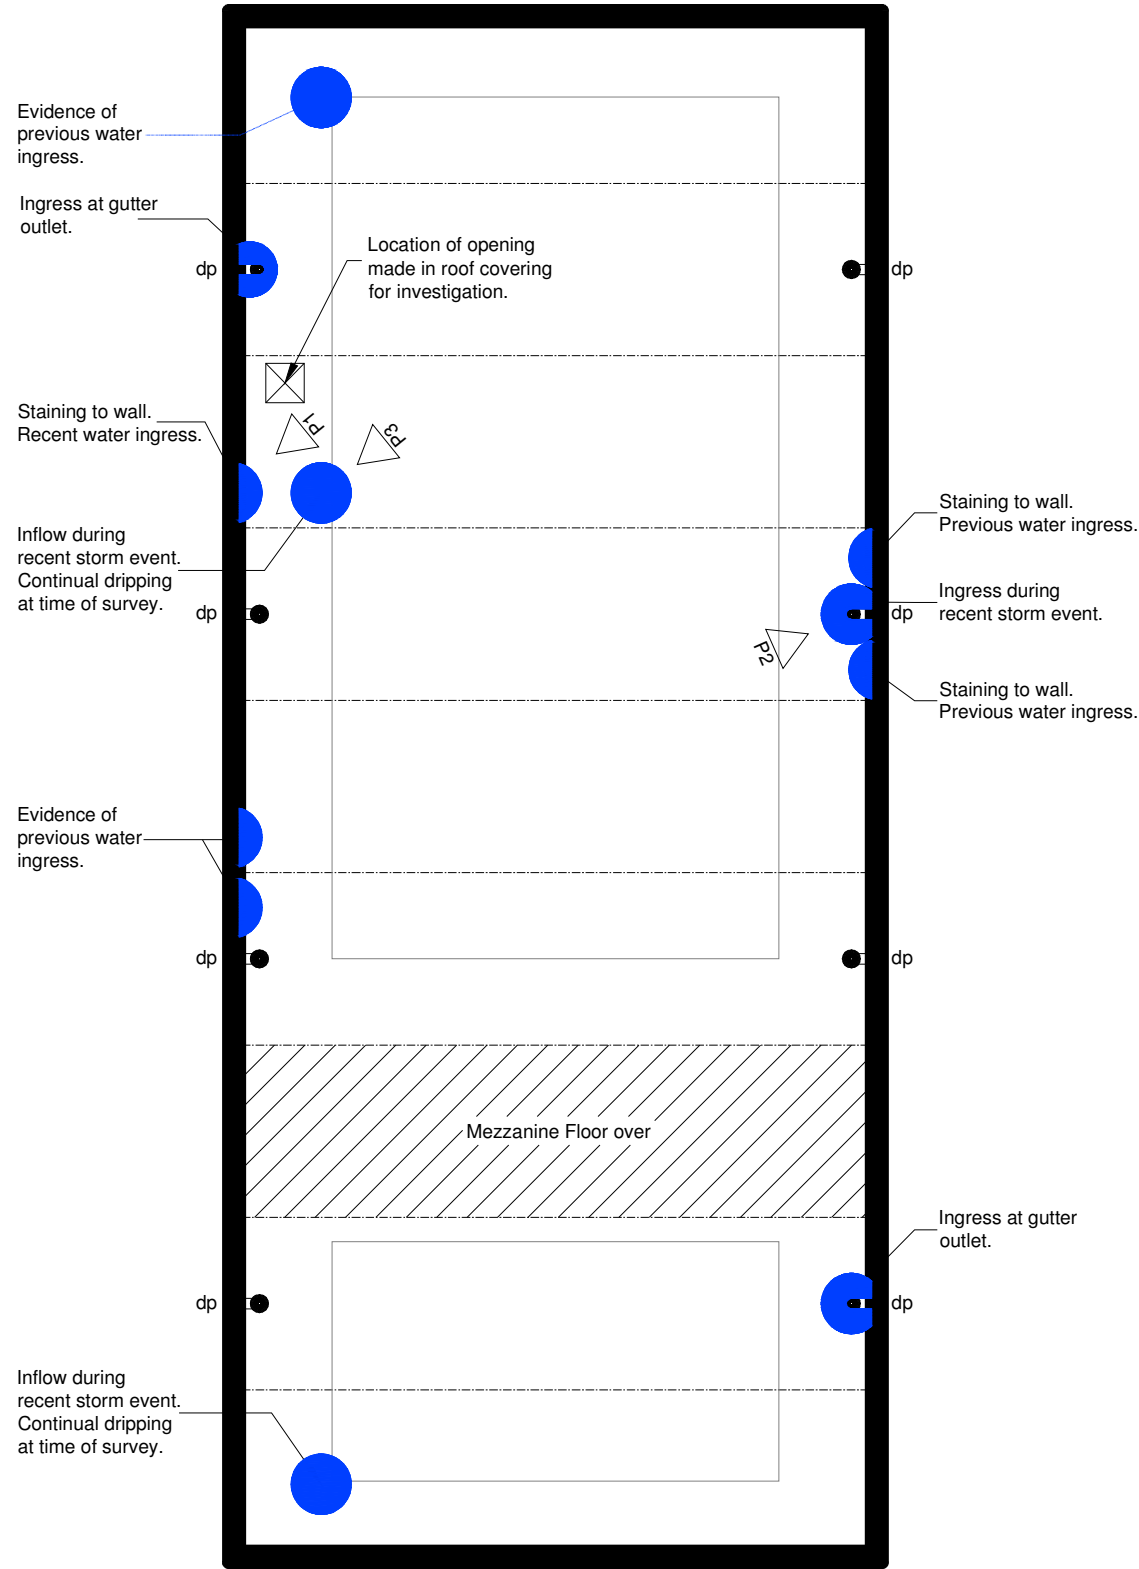 Evidence of
previous water
ingress.
Ingress at gutter
outlet.
dp
Location of opening
made in roof covering
for investigation.
dp
Staining to wall.
Recent water ingress.
P1
P3
Inflow during
recent storm event.
Continual dripping
at time of survey.
Staining to wall.
Previous water ingress.
Ingress during
recent storm event.
dp
dp
P2
Staining to wall.
Previous water ingress.
Evidence of
previous water
ingress.
dp
dp
Mezzanine Floor over
Ingress at gutter
outlet.
dp
dp
Inflow during
recent storm event.
Continual dripping
at time of survey.